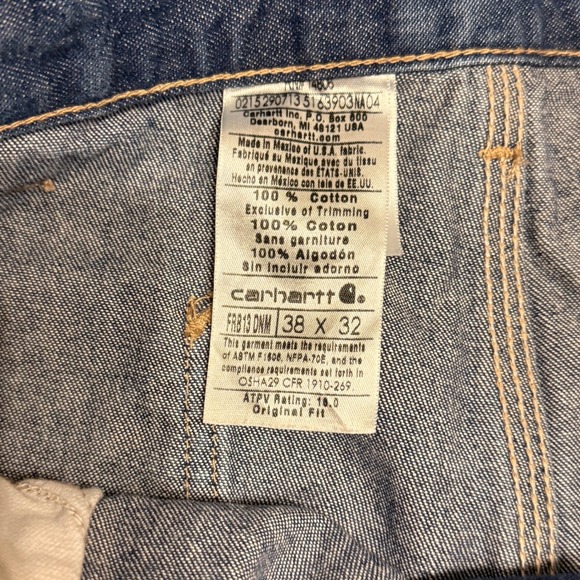 0215290713 5163903NA04
Carhartt Inc, P.O. Box 600
Dearborn, MI 48121 USA
carhartt.com
Made in Mexico of U.S.A. fabric.
Fabriqué au Mexique avec du tissu
en provenance des ÉTATS-UNIS.
Hecho en México con tela de EE.UU.
100 % Cotton
Exclusive of Trimming
100% Coton
Sans garniture
100% Algodón
Sin incluir adorno
carhartt
FRB13 DNM 38 X 32
This garment meets the requirements
of ASTM F1506, NFPA-70E, and the
compliance requirements set forth in
OSHA29 CFR 1910-269.
ATPV Rating: 18.0
Original Fit